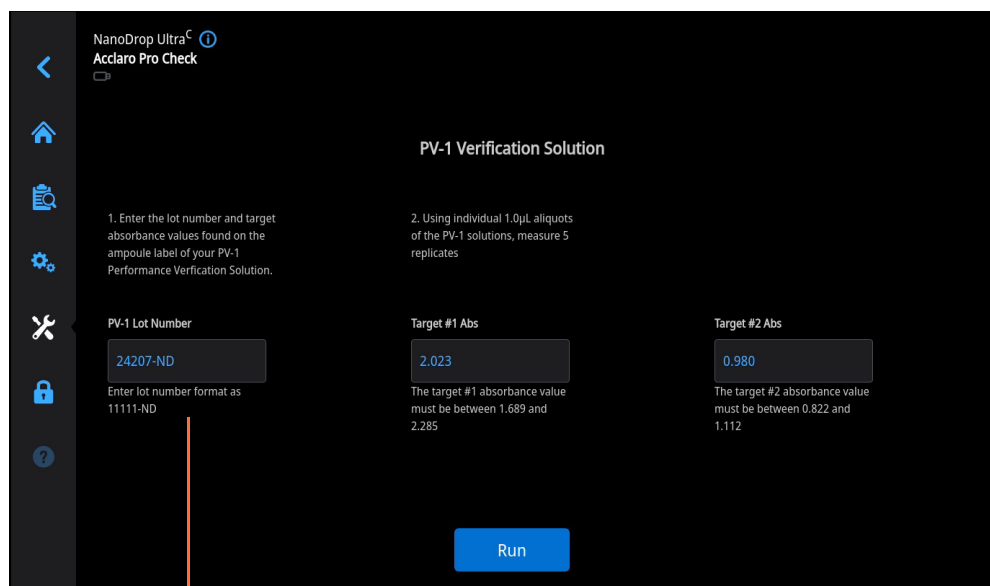 NanoDrop UltraC
Acclaro Pro Check
PV-1 Verification Solution
1. Enter the lot number and target
absorbance values found on the
ampoule label of your PV-1
Performance Verfication Solution.
2. Using individual 1.0µL aliquots
of the PV-1 solutions, measure 5
replicates
PV-1 Lot Number
24207-ND
Enter lot number format as
11111-ND
Target #1 Abs
2.023
The target #1 absorbance value
must be between 1.689 and
2.285
Target #2 Abs
0.980
The target #2 absorbance value
must be between 0.822 and
1.112
Run